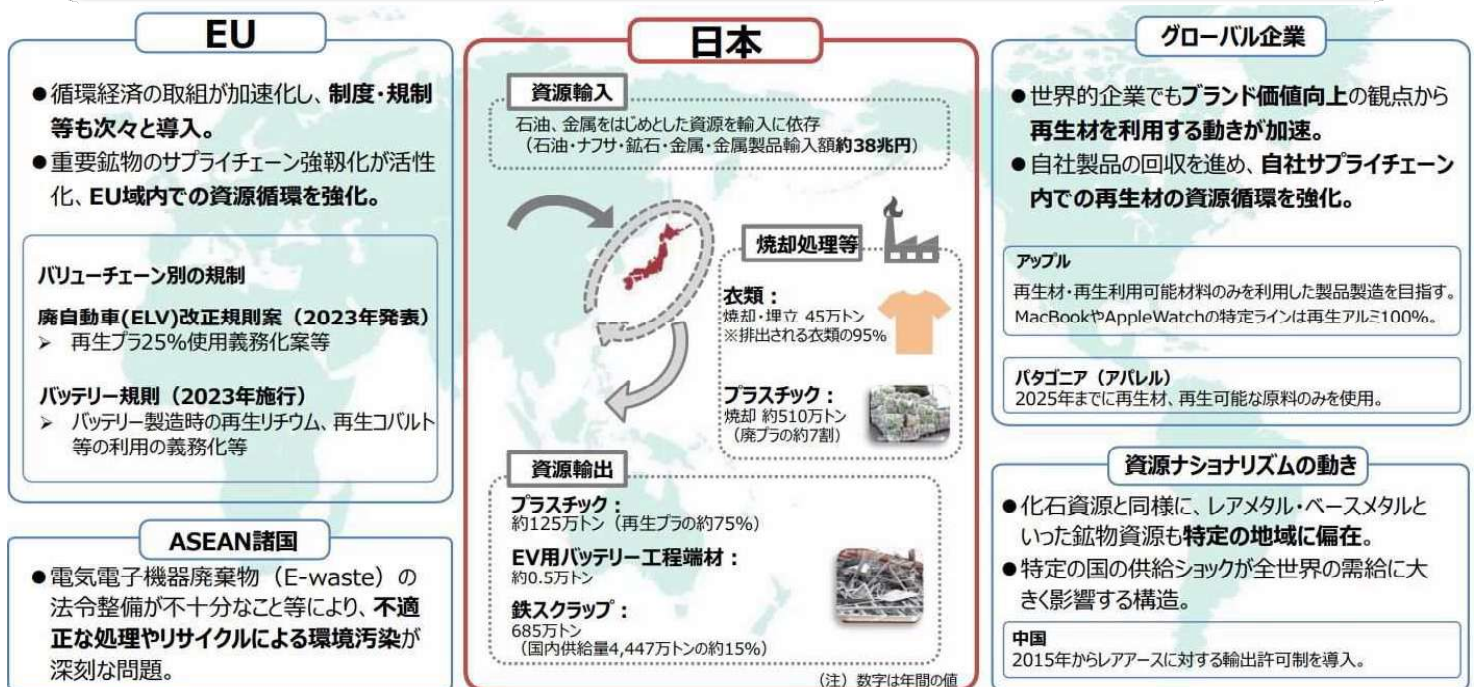 EU
●循環経済の取組が加速化し、制度・規制
等も次々と導入。
●重要鉱物のサプライチェーン強靱化が活性
化、EU域内での資源循環を強化。
バリューチェーン別の規制
廃自動車(ELV)改正規則案（2023年発表）
➢ 再生プラ25%使用義務化案等
バッテリー規則（2023年施行）
➢ バッテリー製造時の再生リチウム、再生コバルト
等の利用の義務化等
ASEAN諸国
●電気電子機器廃棄物（E-waste）の
法令整備が不十分なこと等により、不適
正な処理やリサイクルによる環境汚染が
深刻な問題。
日本
資源輸入
石油、金属をはじめとした資源を輸入に依存
（石油・ナフサ・鉱石・金属・金属製品輸入額約38兆円）
焼却処理等
衣類：
焼却・埋立 45万トン
※排出される衣類の95%
プラスチック：
焼却 約510万トン
（廃プラの約7割）
資源輸出
プラスチック：
約125万トン（再生プラの約75%）
EV用バッテリー工程端材：
約0.5万トン
鉄スクラップ：
685万トン
（国内供給量4,447万トンの約15%）
（注）数字は年間の値
グローバル企業
●世界的企業でもブランド価値向上の観点から
再生材を利用する動きが加速。
●自社製品の回収を進め、自社サプライチェーン
内での再生材の資源循環を強化。
アップル
再生材・再生利用可能材料のみを利用した製品製造を目指す。
MacBookやAppleWatchの特定ラインは再生アルミ100%。
パタゴニア（アパレル）
2025年までに再生材、再生可能な原料のみを使用。
資源ナショナリズムの動き
●化石資源と同様に、レアメタル・ベースメタルと
いった鉱物資源も特定の地域に偏在。
●特定の国の供給ショックが全世界の需給に大
きく影響する構造。
中国
2015年からレアアースに対する輸出許可制を導入。